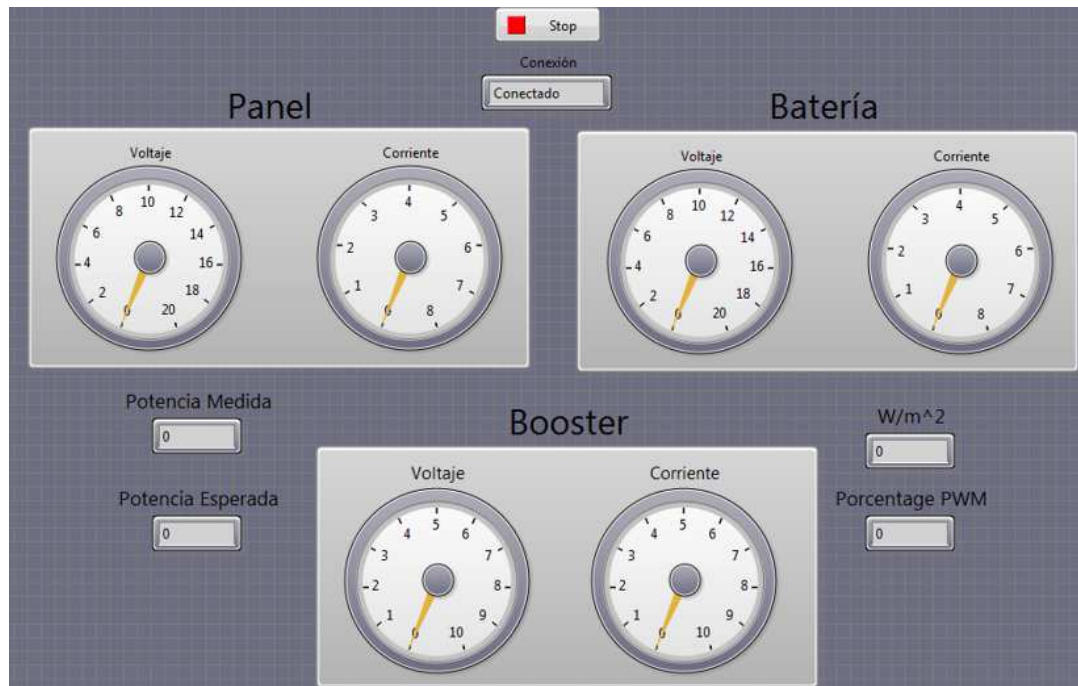 Stop
Conexión
Conectado
Panel
Batería
Voltaje
0 2 4 6 8 10 12 14 16 18 20
Corriente
0 1 2 3 4 5 6 7 8
Voltaje
0 2 4 6 8 10 12 14 16 18 20
Corriente
0 1 2 3 4 5 6 7 8
Potencia Medida
0
Potencia Esperada
0
Booster
Voltaje
0 1 2 3 4 5 6 7 8 9 10
Corriente
0 1 2 3 4 5 6 7 8 9 10
W/m^2
0
Porcentage PWM
0